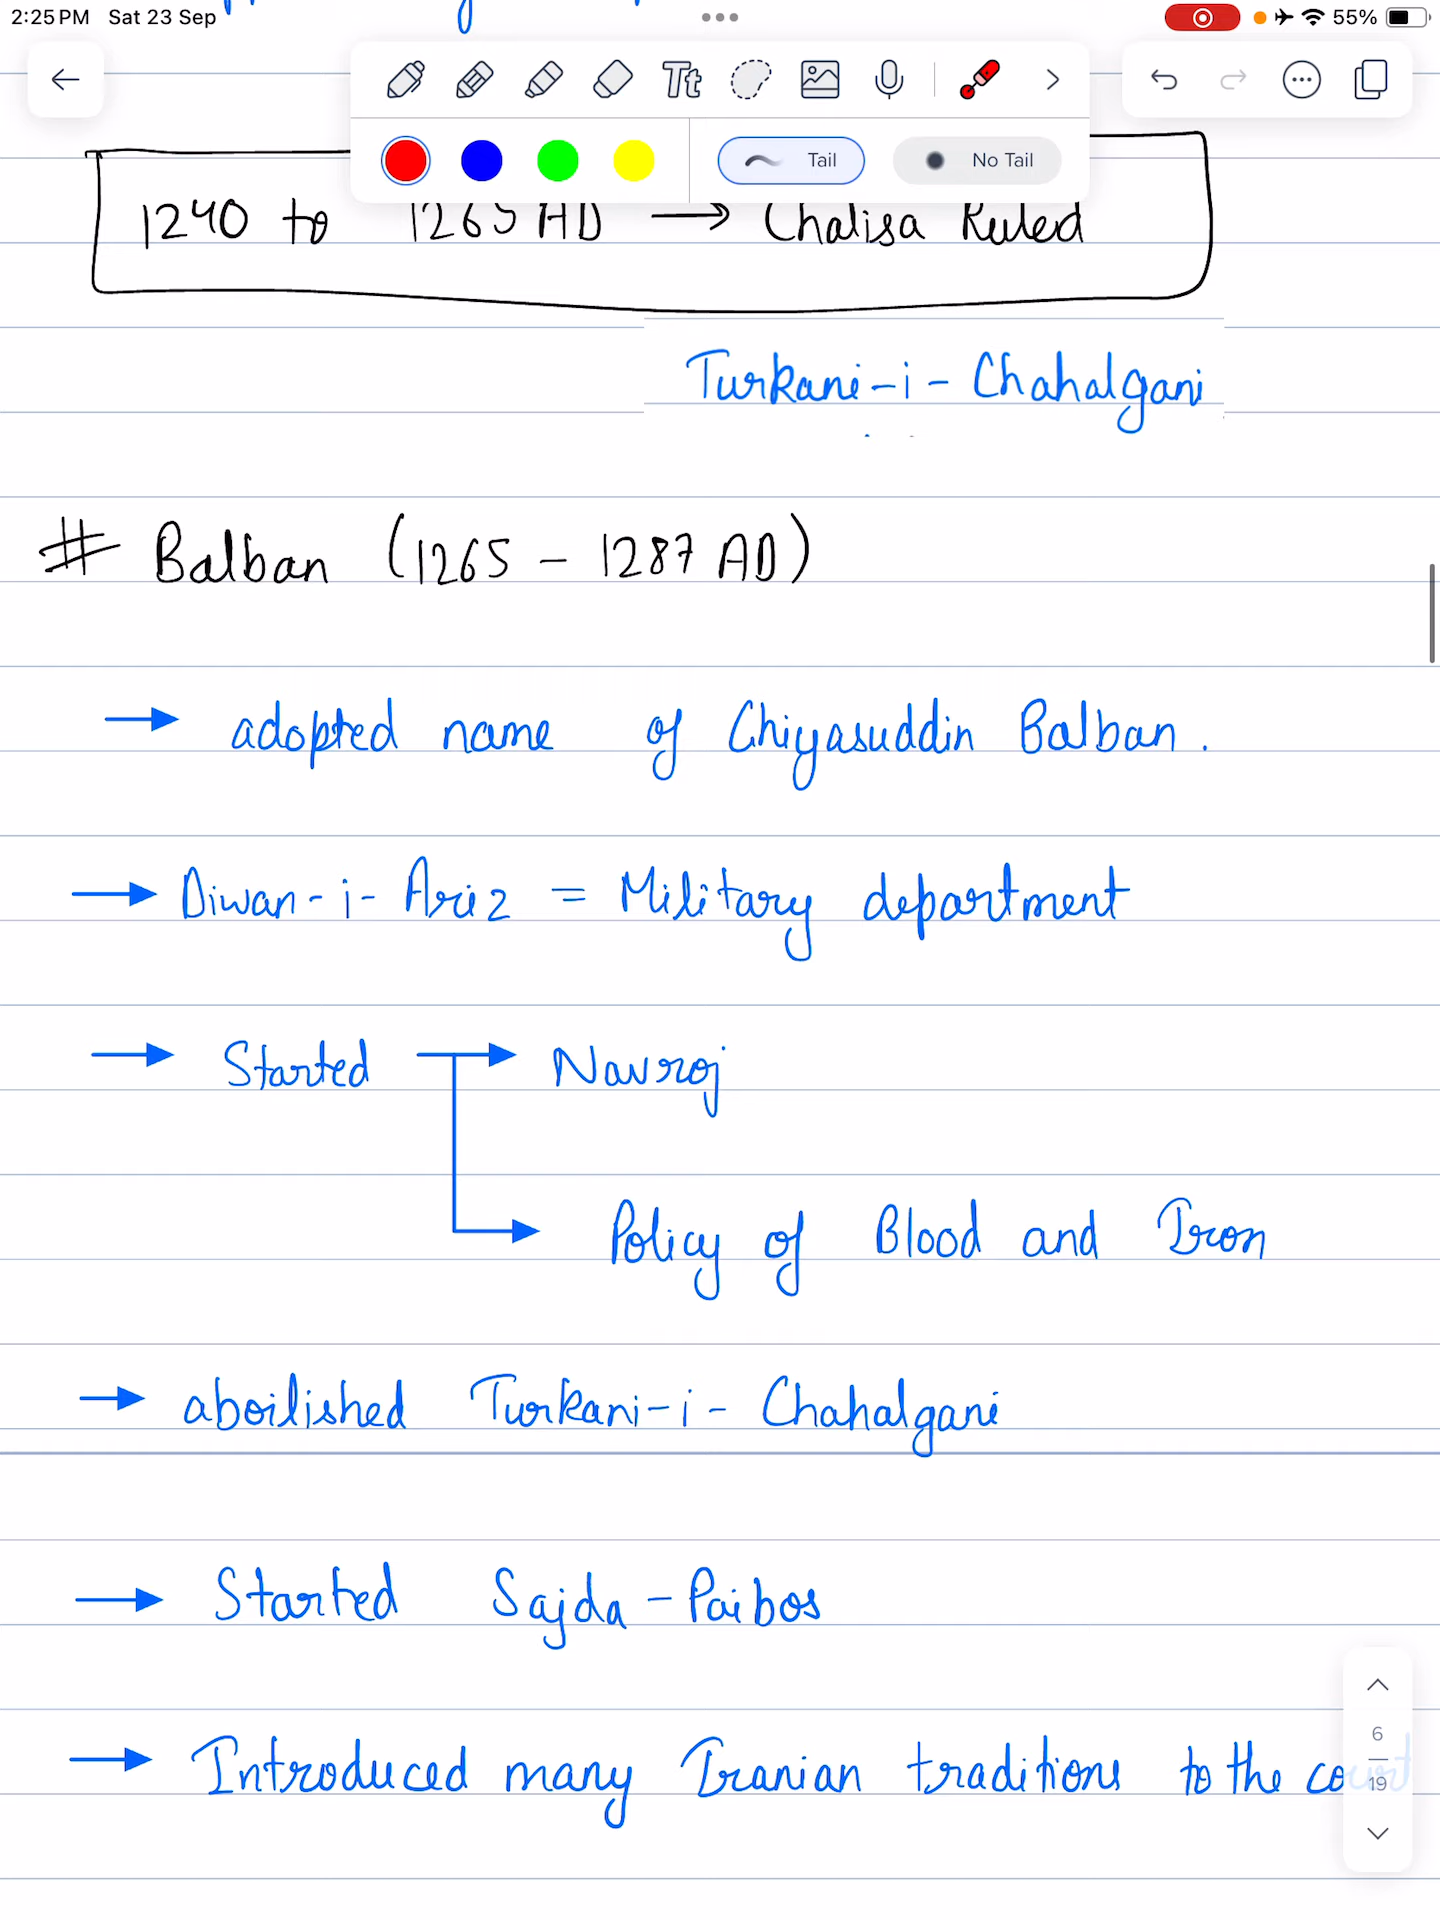 2:25 PM Sat 23 Sep
55%
Tt
Tail
No Tail
1240 to 1265 AD → Chalisa Ruled
Turkani-i-Chahalgani
# Balban (1265 - 1287 AD)
→ adopted name of Ghiyasuddin Balban.
→ Diwan-i-Ariz = Military department
→ Started → Navroj
→ Policy of Blood and Iron
→ aboilished Turkani-i-Chahalgani
→ Started Sajda-Paibos
→ Introduced many Iranian traditions to the court
6
19